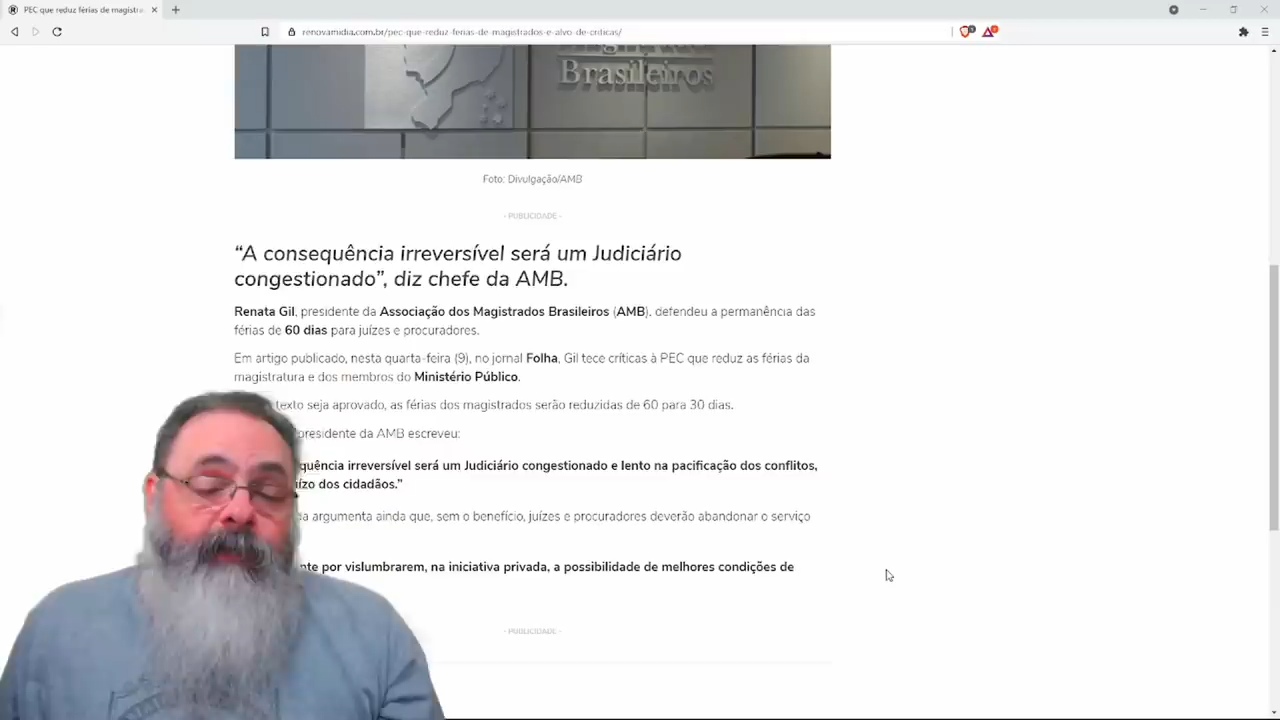 PEC que reduz férias de magistra
renovamidia.com.br/pec-que-reduz-ferias-de-magistrados-e-alvo-de-criticas/
Brasileiros
Foto: Divulgação/AMB
- PUBLICIDADE -
“A consequência irreversível será um Judiciário
congestionado”, diz chefe da AMB.
Renata Gil, presidente da Associação dos Magistrados Brasileiros (AMB), defendeu a permanência das
férias de 60 dias para juízes e procuradores.
Em artigo publicado, nesta quarta-feira (9), no jornal Folha, Gil tece críticas à PEC que reduz as férias da
magistratura e dos membros do Ministério Público.
texto seja aprovado, as férias dos magistrados serão reduzidas de 60 para 30 dias.
presidente da AMB escreveu:
quência irreversível será um Judiciário congestionado e lento na pacificação dos conflitos,
ízo dos cidadãos.”
argumenta ainda que, sem o benefício, juízes e procuradores deverão abandonar o serviço
nte por vislumbrarem, na iniciativa privada, a possibilidade de melhores condições de
- PUBLICIDADE -